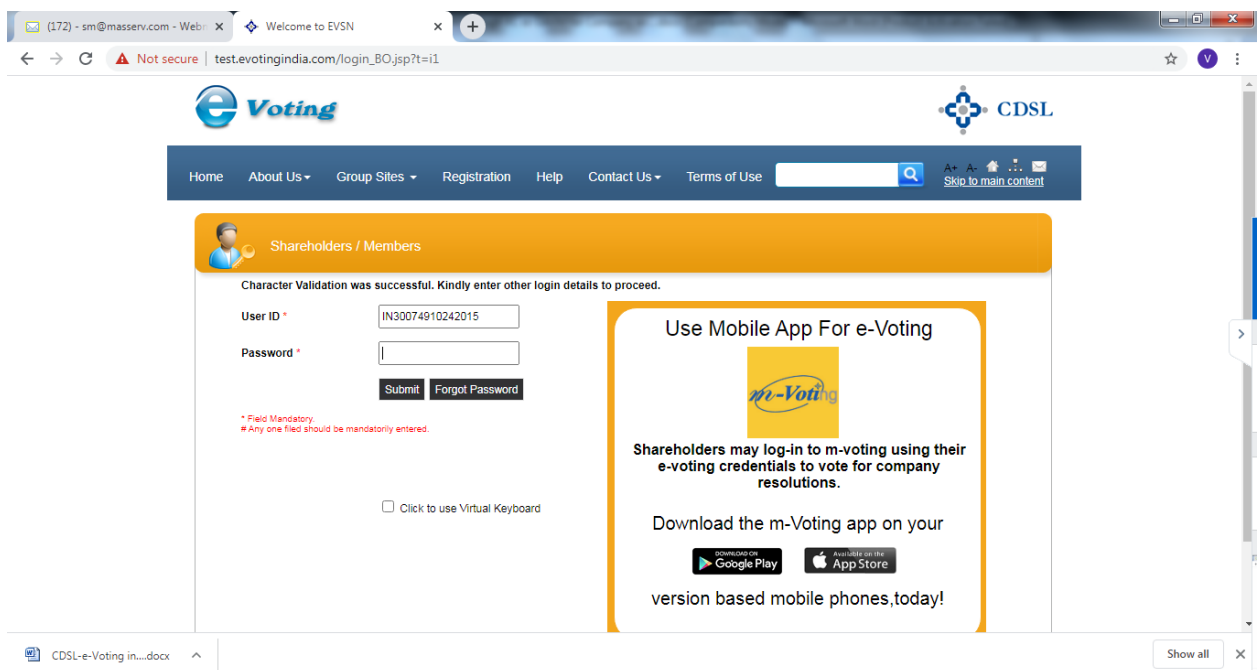 (172) - sm@masserv.com - Webm
Welcome to EVSN
Not secure | test.evotingindia.com/login_BO.jsp?t=i1
V
e Voting
CDSL
Home About Us Group Sites Registration Help Contact Us Terms of Use
A+ A-
Skip to main content
Shareholders / Members
Character Validation was successful. Kindly enter other login details to proceed.
User ID *
IN30074910242015
Password *
Submit Forgot Password
* Field Mandatory.
# Any one filed should be mandatorily entered.
Click to use Virtual Keyboard
Use Mobile App For e-Voting
m-Voting
Shareholders may log-in to m-voting using their
e-voting credentials to vote for company
resolutions.
Download the m-Voting app on your
DOWNLOAD ON
Google Play
Available on the
App Store
version based mobile phones,today!
CDSL-e-Voting in....docx
Show all